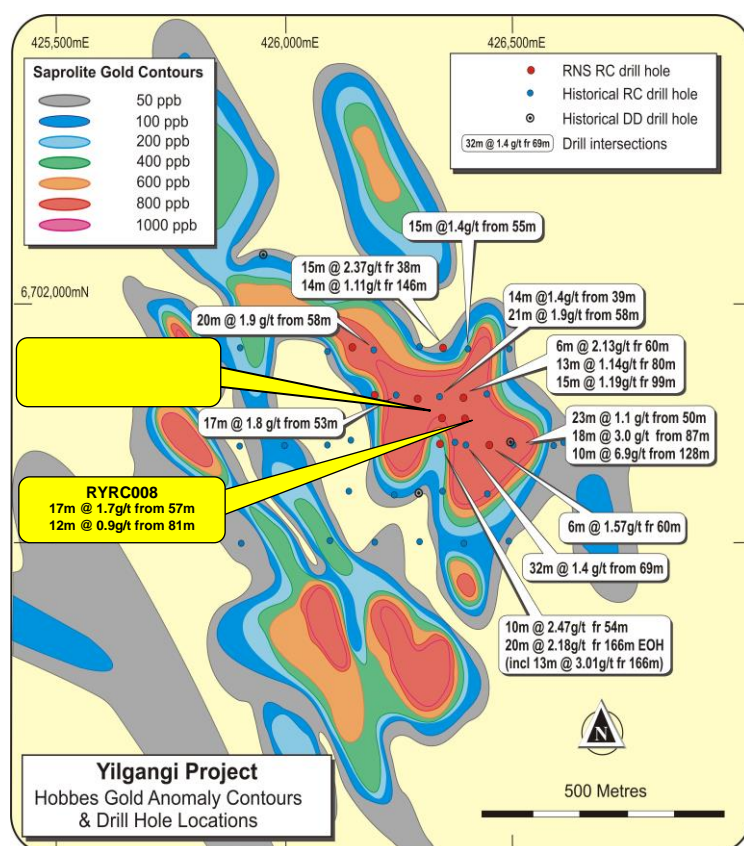 425,500mE
426,000mE
426,500mE
Saprolite Gold Contours
50 ppb
100 ppb
200 ppb
400 ppb
600 ppb
800 ppb
1000 ppb
RNS RC drill hole
Historical RC drill hole
Historical DD drill hole
32m @ 1.4 g/t fr 69m Drill intersections
15m @1.4g/t from 55m
15m @ 2.37g/t fr 38m
14m @ 1.11g/t fr 146m
6,702,000mN
14m @1.4g/t from 39m
21m @ 1.9g/t from 58m
20m @ 1.9 g/t from 58m
6m @ 2.13g/t fr 60m
13m @ 1.14g/t fr 80m
15m @ 1.19g/t fr 99m
17m @ 1.8 g/t from 53m
23m @ 1.1 g/t from 50m
18m @ 3.0 g/t from 87m
10m @ 6.9g/t from 128m
RYRC008
17m @ 1.7g/t from 57m
12m @ 0.9g/t from 81m
6m @ 1.57g/t fr 60m
32m @ 1.4 g/t from 69m
10m @ 2.47g/t fr 54m
20m @ 2.18g/t fr 166m EOH
(incl 13m @ 3.01g/t fr 166m)
N
Yilgangi Project
Hobbes Gold Anomaly Contours
& Drill Hole Locations
500 Metres